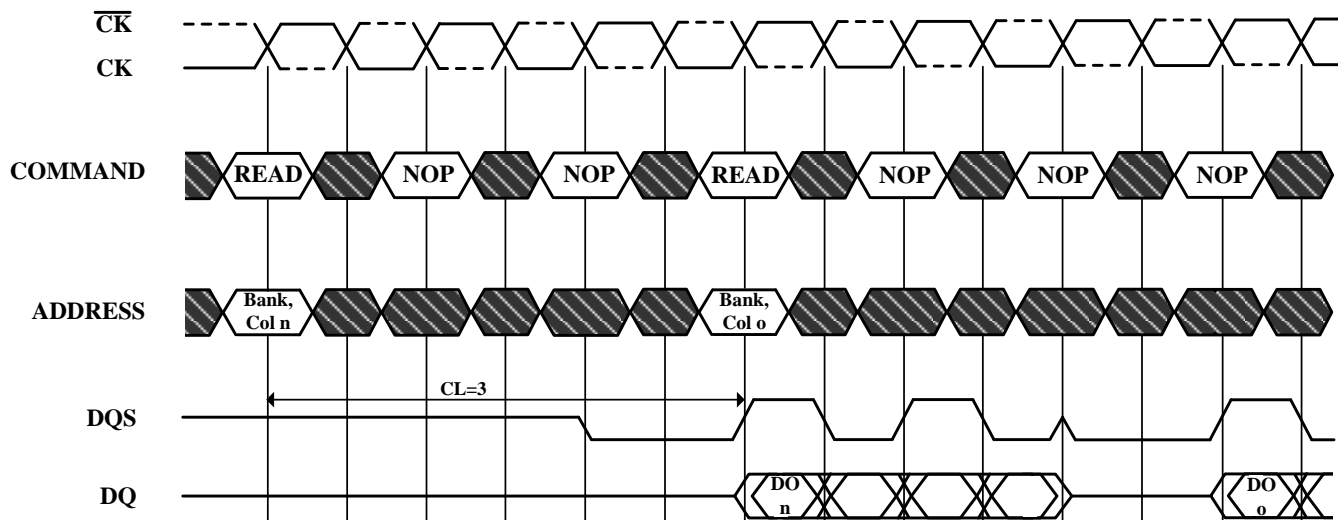 C̅K̅
CK
COMMAND
READ NOP NOP READ NOP NOP NOP
ADDRESS
Bank,
Col n
Bank,
Col o
CL=3
DQS
DQ
DO
n
DO
o